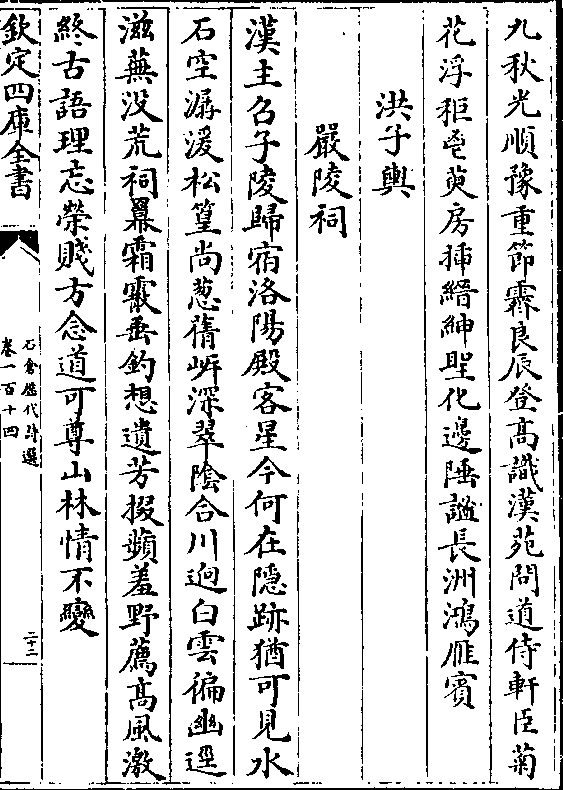 九秋光順豫重節霽良辰登高識漢苑問道侍軒臣菊
花浮秬鬯萸房插縉紳聖化邊陲謐長洲鴻雁賓
洪子輿
嚴陵祠
漢主召子陵歸宿洛陽殿客星今何在隱跡猶可見水
石空潺湲松篁尚葱蒨岸深翠陰合川迥白雲徧幽逕
滋蕪沒荒祠羃霜霰垂釣想遺芳掇蘋羞野薦高風激
終古語理忘榮賤方念道可尊山林情不變
欽定四庫全書
石倉歷代詩選
卷一百十四
二十二